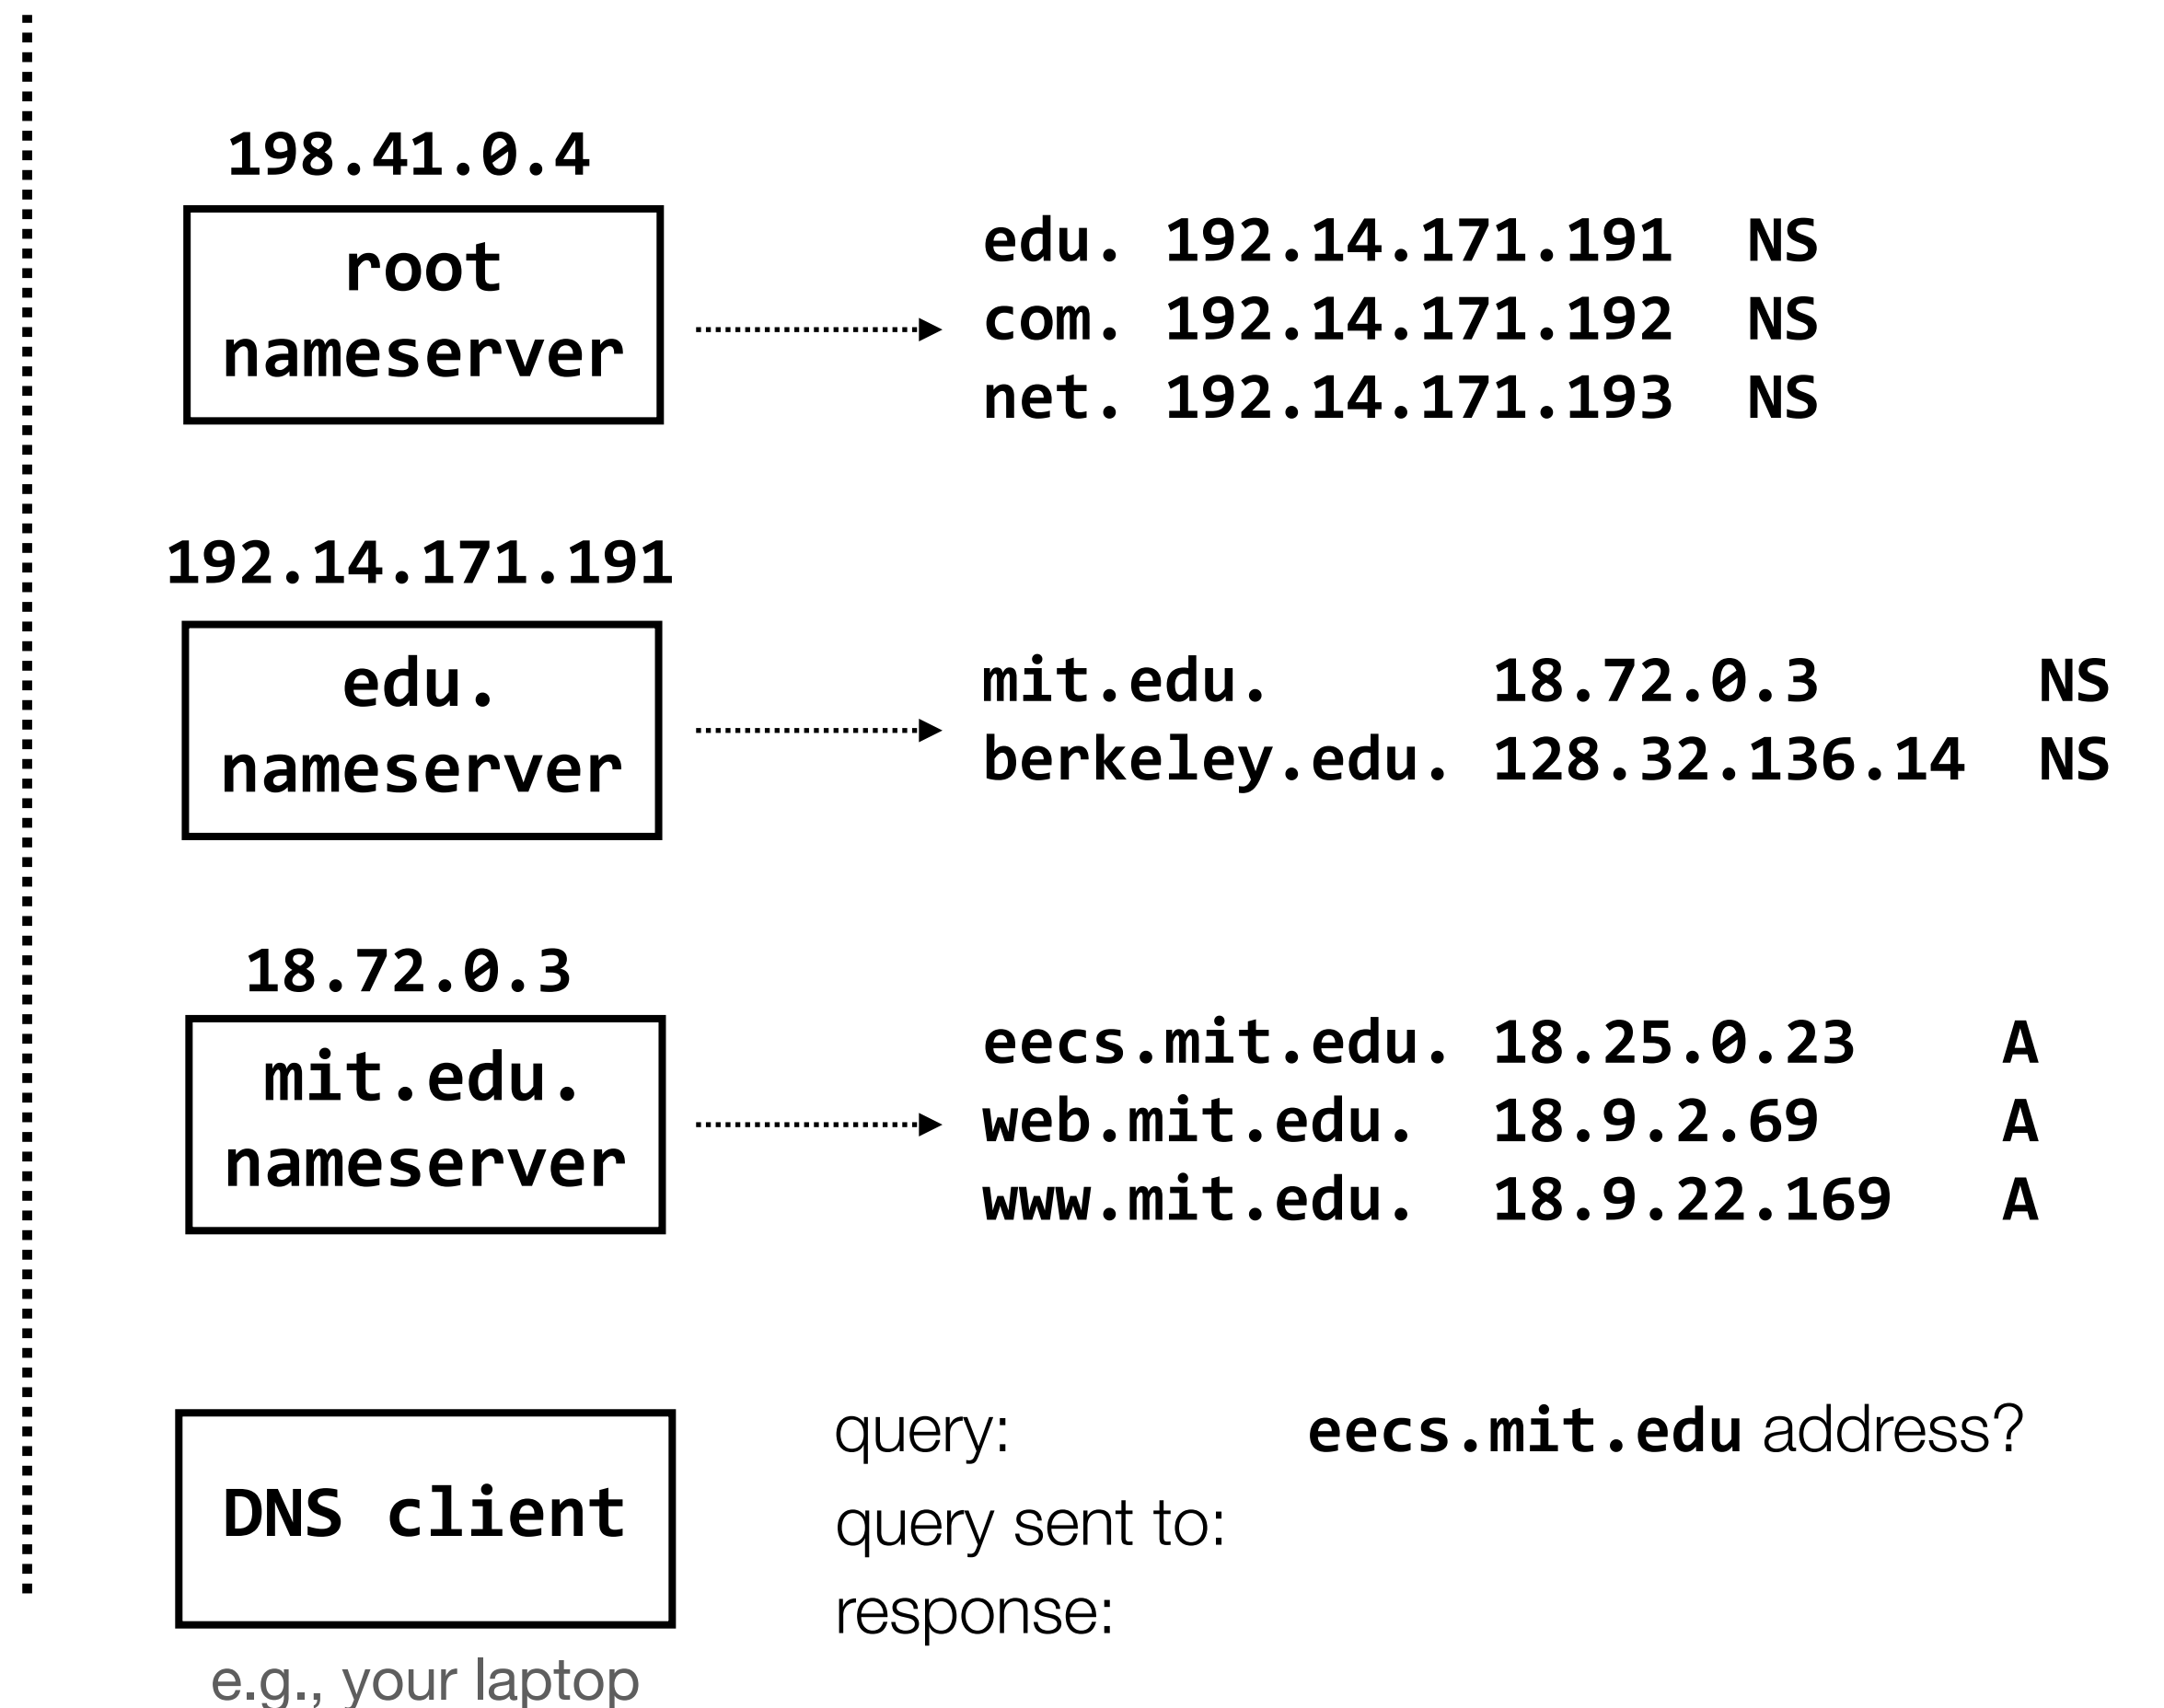 198.41.0.4
root
nameserver
edu. 192.14.171.191 NS
com. 192.14.171.192 NS
net. 192.14.171.193 NS
192.14.171.191
edu.
nameserver
mit.edu. 18.72.0.3 NS
berkeley.edu. 128.32.136.14 NS
18.72.0.3
mit.edu.
nameserver
eecs.mit.edu. 18.25.0.23 A
web.mit.edu. 18.9.2.69 A
www.mit.edu. 18.9.22.169 A
DNS client
e.g., your laptop
query: eecs.mit.edu address?
query sent to:
response: